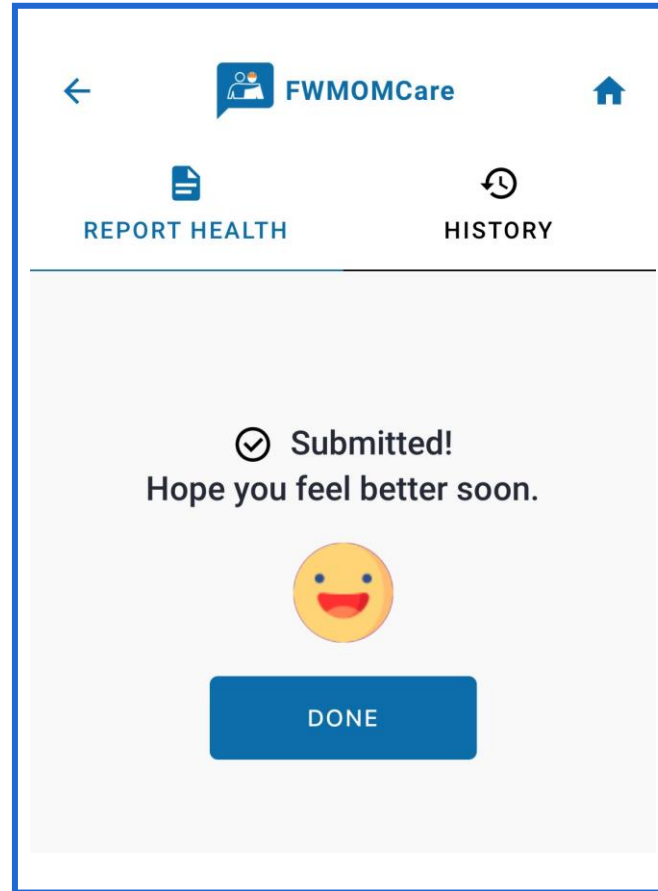 FWMOMCare
REPORT HEALTH
HISTORY
Submitted!
Hope you feel better soon.
DONE